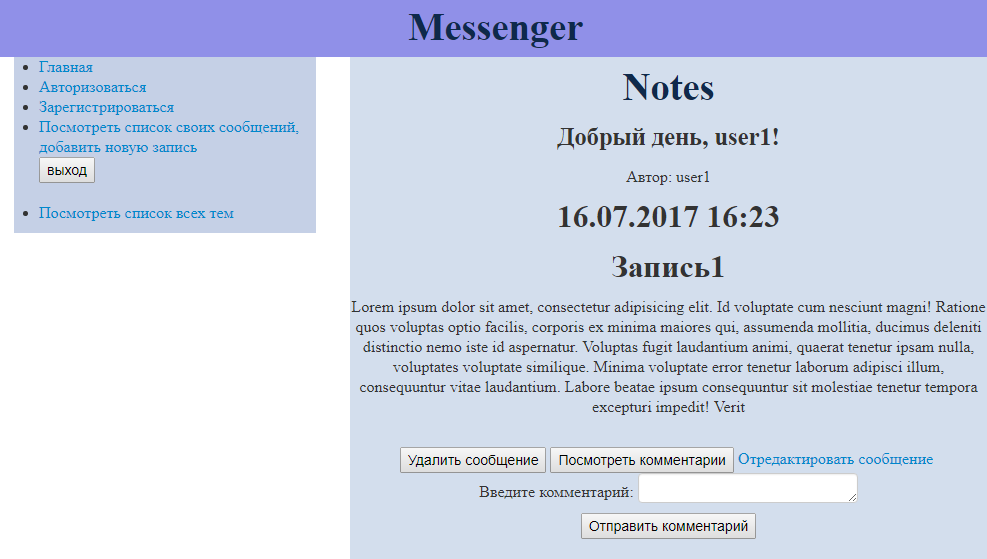 Messenger
Главная
Авторизоваться
Зарегистрироваться
Посмотреть список своих сообщений,
добавить новую запись
выход
Посмотреть список всех тем
Notes
Добрый день, user1!
Автор: user1
16.07.2017 16:23
Запись1
Lorem ipsum dolor sit amet, consectetur adipisicing elit. Id voluptate cum nesciunt magni! Ratione
quos voluptas optio facilis, corporis ex minima maiores qui, assumenda mollitia, ducimus deleniti
distinctio nemo iste id aspernatur. Voluptas fugit laudantium animi, quaerat tenetur ipsam nulla,
voluptates voluptate similique. Minima voluptate error tenetur laborum adipisci illum,
consequuntur vitae laudantium. Labore beatae ipsum consequuntur sit molestiae tenetur tempora
excepturi impedit! Verit
Удалить сообщение Посмотреть комментарии Отредактировать сообщение
Введите комментарий:
Отправить комментарий